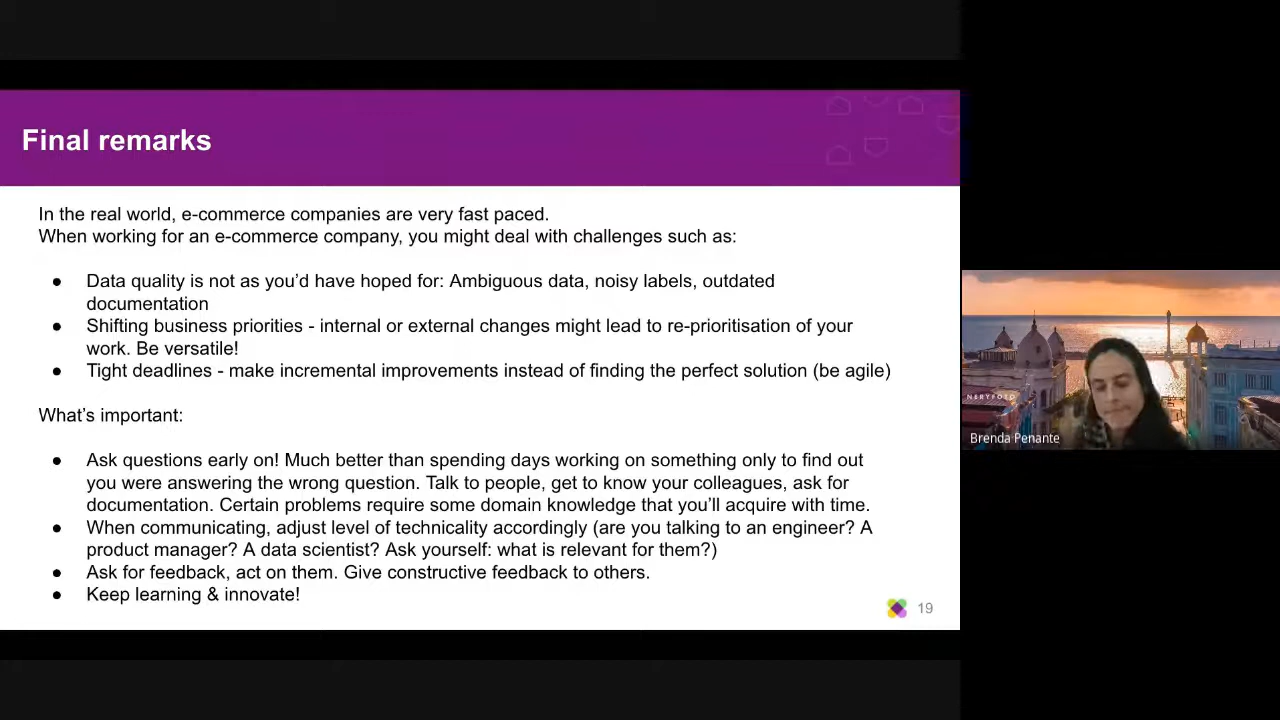 Final remarks
In the real world, e-commerce companies are very fast paced.
When working for an e-commerce company, you might deal with challenges such as:
● Data quality is not as you'd have hoped for: Ambiguous data, noisy labels, outdated
documentation
● Shifting business priorities - internal or external changes might lead to re-prioritisation of your
work. Be versatile!
● Tight deadlines - make incremental improvements instead of finding the perfect solution (be agile)
What's important:
● Ask questions early on! Much better than spending days working on something only to find out
you were answering the wrong question. Talk to people, get to know your colleagues, ask for
documentation. Certain problems require some domain knowledge that you'll acquire with time.
● When communicating, adjust level of technicality accordingly (are you talking to an engineer? A
product manager? A data scientist? Ask yourself: what is relevant for them?)
● Ask for feedback, act on them. Give constructive feedback to others.
● Keep learning & innovate!
19
NERYFOTO
Brenda Penante